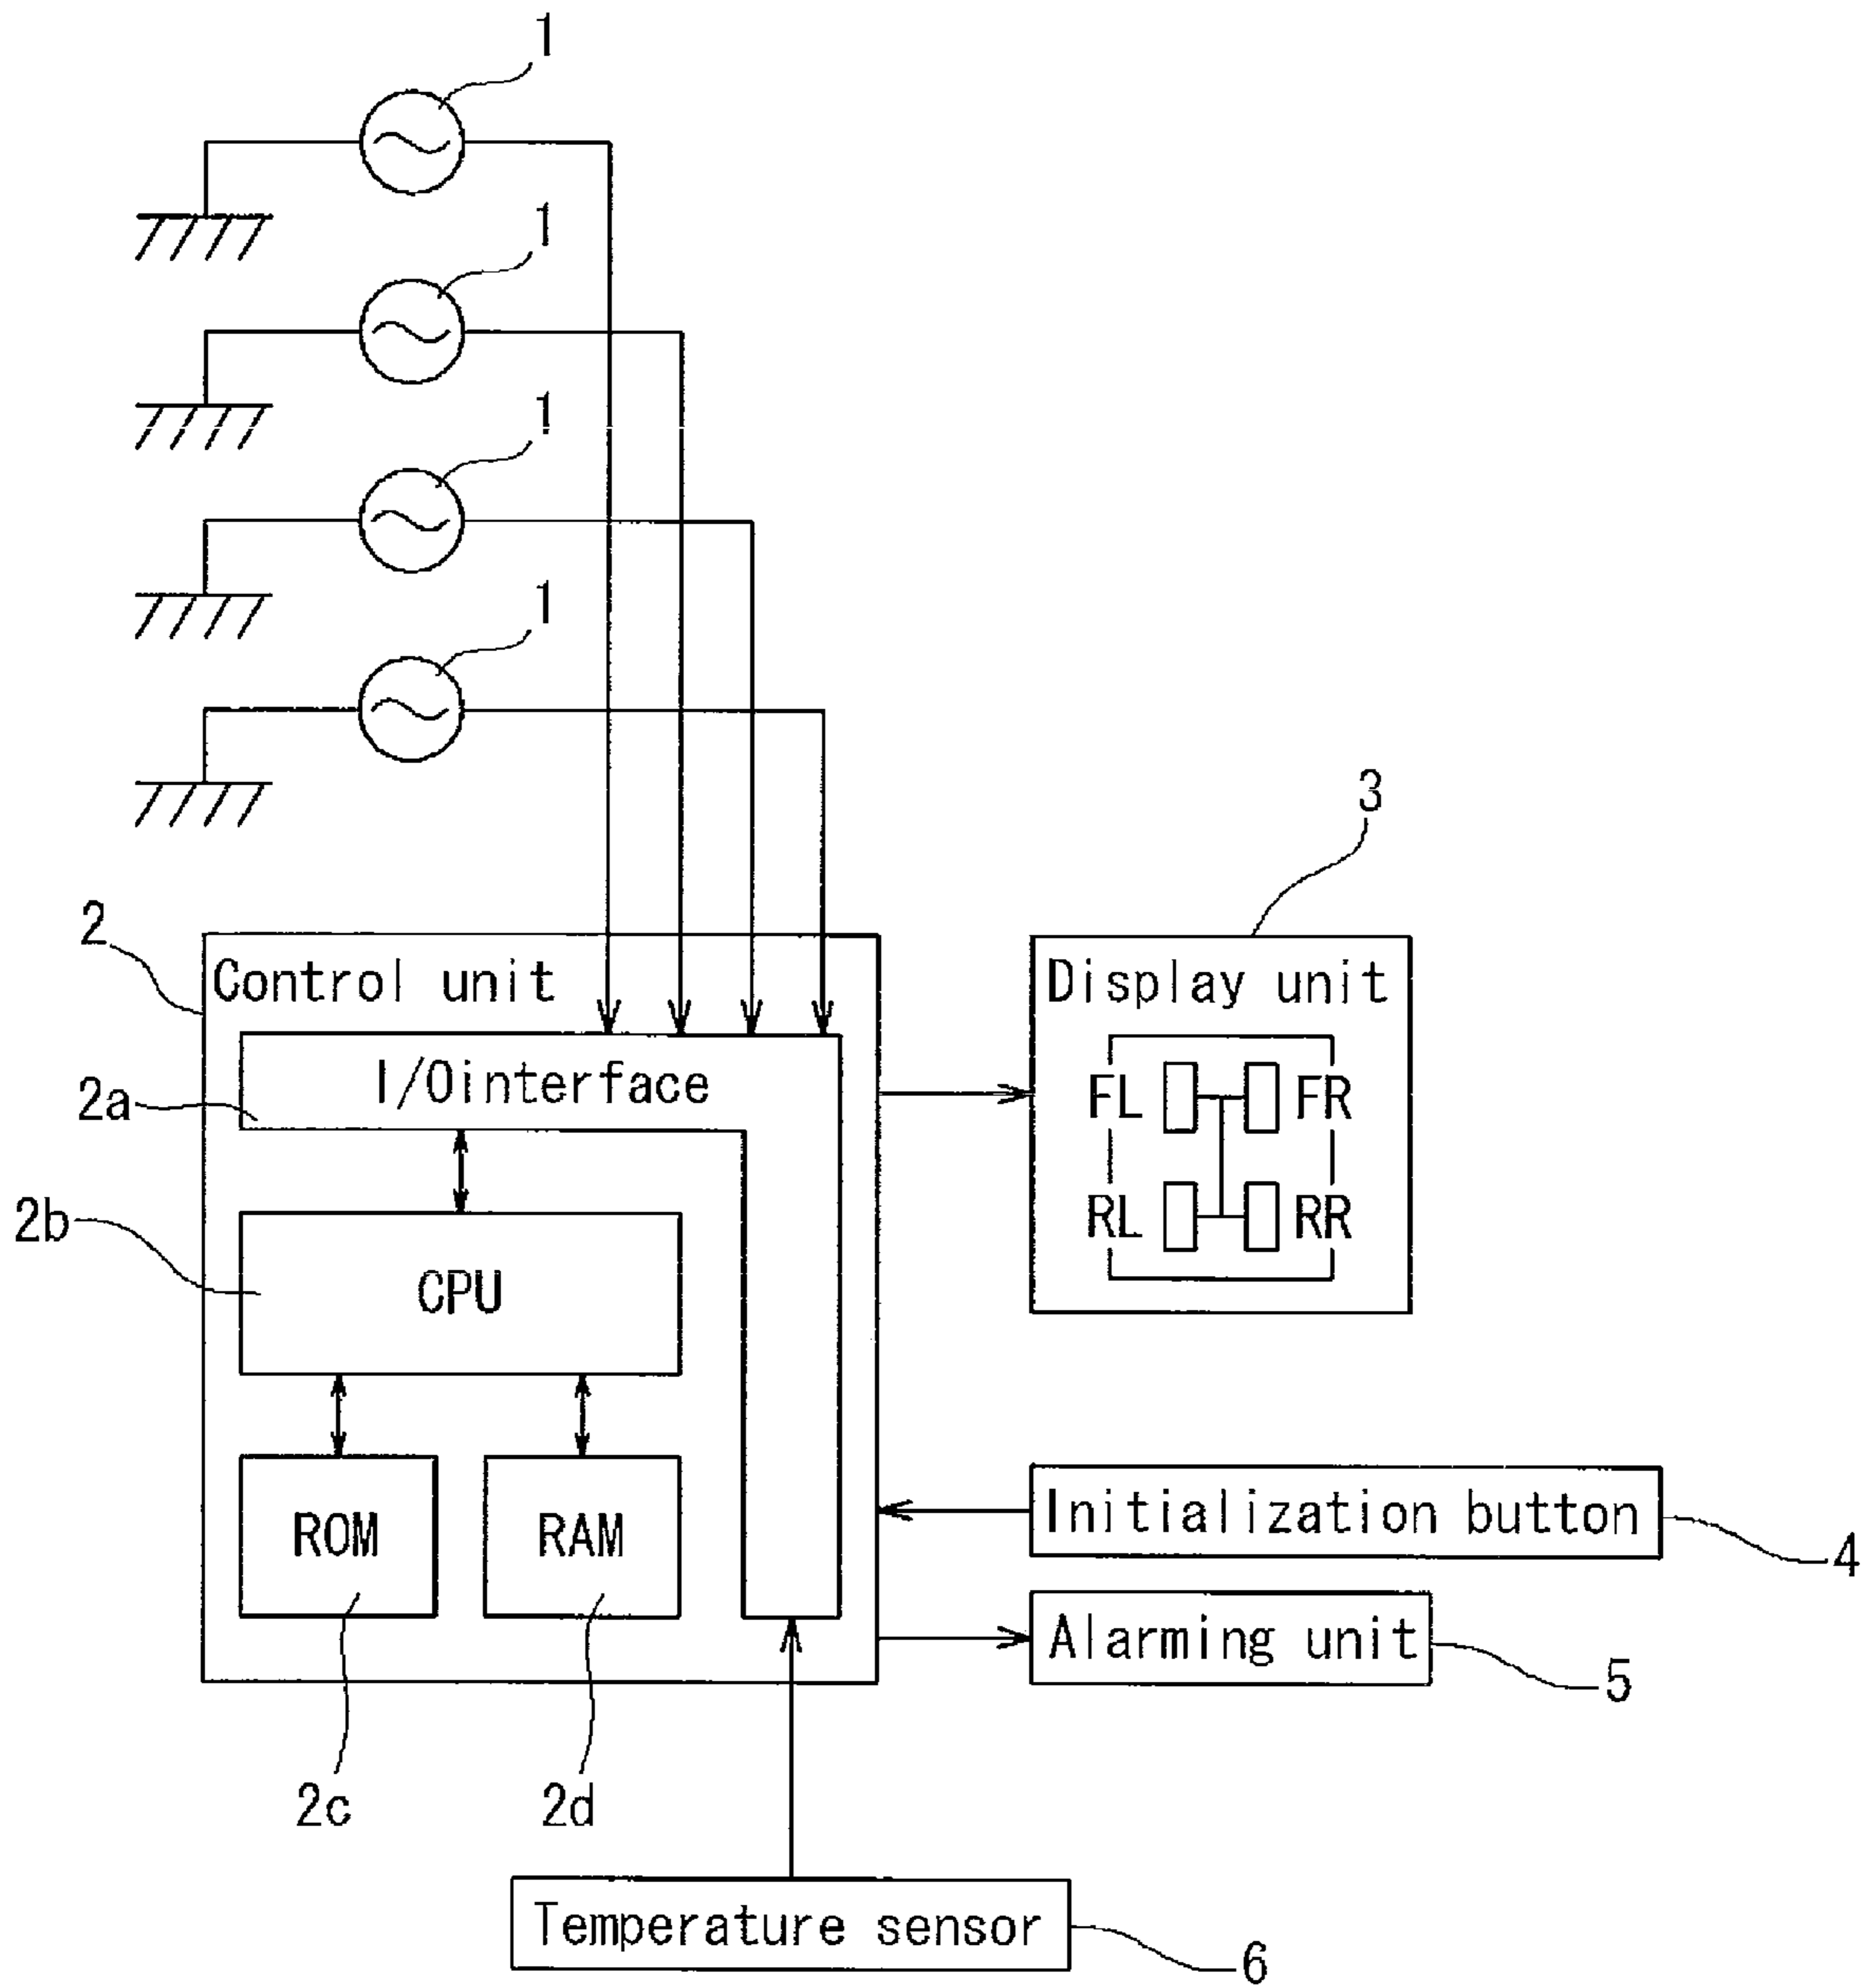 1
1
1
1
3
2
Control unit
Display unit
I/Ointerface
2a
FL
FR
2b
RL
RR
CPU
Initialization button
ROM
RAM
4
Alarming unit
5
2c
2d
Temperature sensor
6